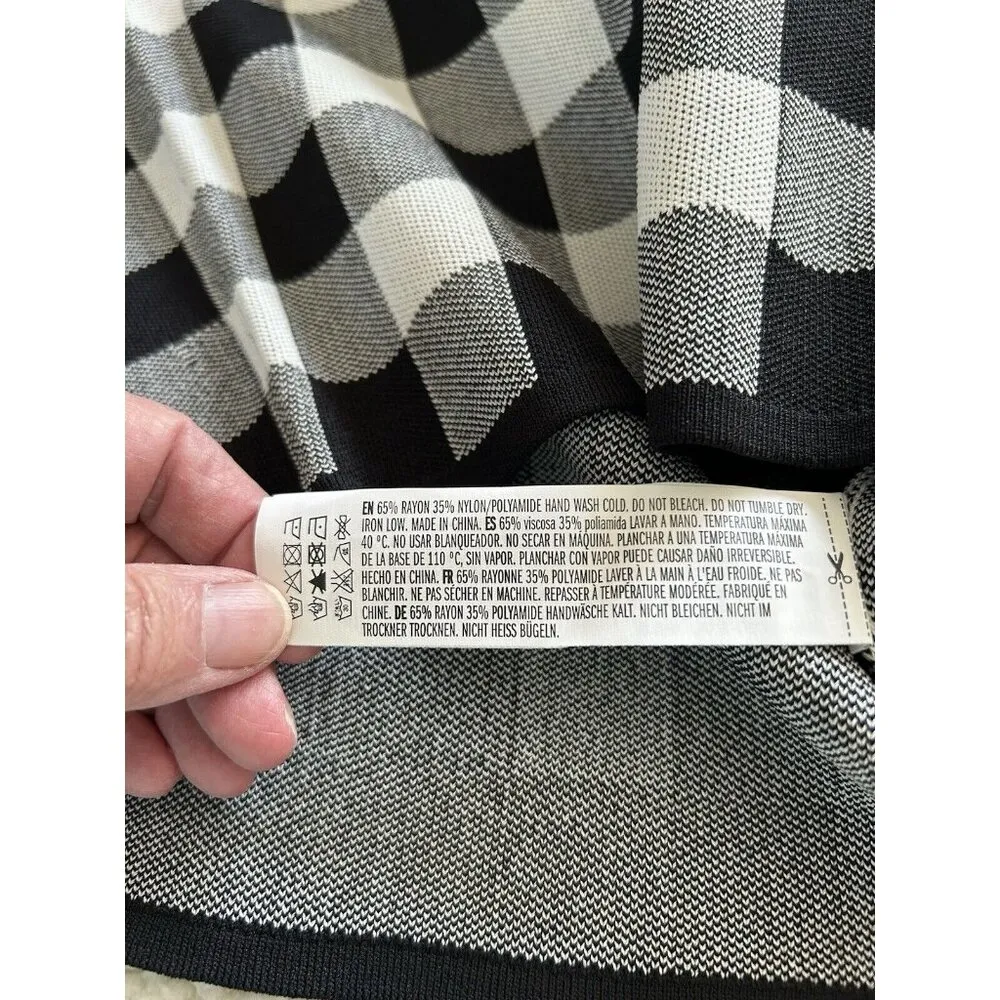 EN 65% RAYON 35% NYLON/POLYAMIDE HAND WASH COLD. DO NOT BLEACH. DO NOT TUMBLE DRY.
IRON LOW. MADE IN CHINA. ES 65% viscosa 35% poliamida LAVAR A MANO. TEMPERATURA MÁXIMA
40 ºC. NO USAR BLANQUEADOR. NO SECAR EN MÁQUINA. PLANCHAR A UNA TEMPERATURA MÁXIMA
DE LA BASE DE 110 ºC, SIN VAPOR. PLANCHAR CON VAPOR PUEDE CAUSAR DAÑO IRREVERSIBLE.
HECHO EN CHINA. FR 65% RAYONNE 35% POLYAMIDE LAVER À LA MAIN À L'EAU FROIDE. NE PAS
BLANCHIR. NE PAS SÉCHER EN MACHINE. REPASSER À TEMPÉRATURE MODÉRÉE. FABRIQUÉ EN
CHINE. DE 65% RAYON 35% POLYAMIDE HANDWÄSCHE KALT. NICHT BLEICHEN. NICHT IM
TROCKNER TROCKNEN. NICHT HEISS BÜGELN.